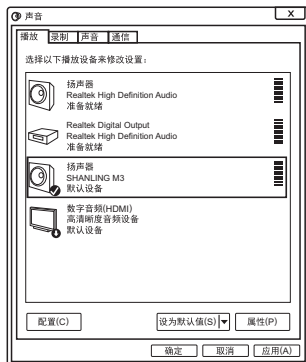 声音
X
播放 录制 声音 通信
选择以下播放设备来修改设置：
扬声器
Realtek High Definition Audio
准备就绪
Realtek Digital Output
Realtek High Definition Audio
准备就绪
扬声器
SHANLING M3
默认设备
数字音频(HDMI)
高清晰度音频设备
默认设备
配置(C) 设为默认值(S) 属性(P)
确定 取消 应用(A)